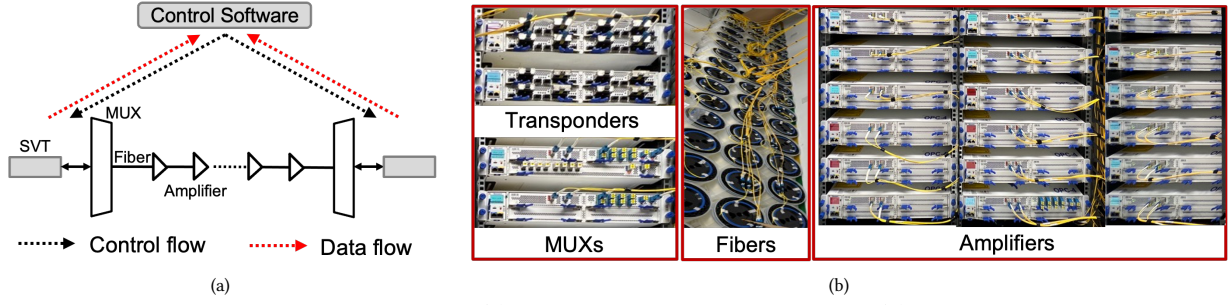 Control Software
MUX
SVT
Fiber
Amplifier
Control flow
Data flow
(a)
Transponders
MUXs
Fibers
Amplifiers
(b)